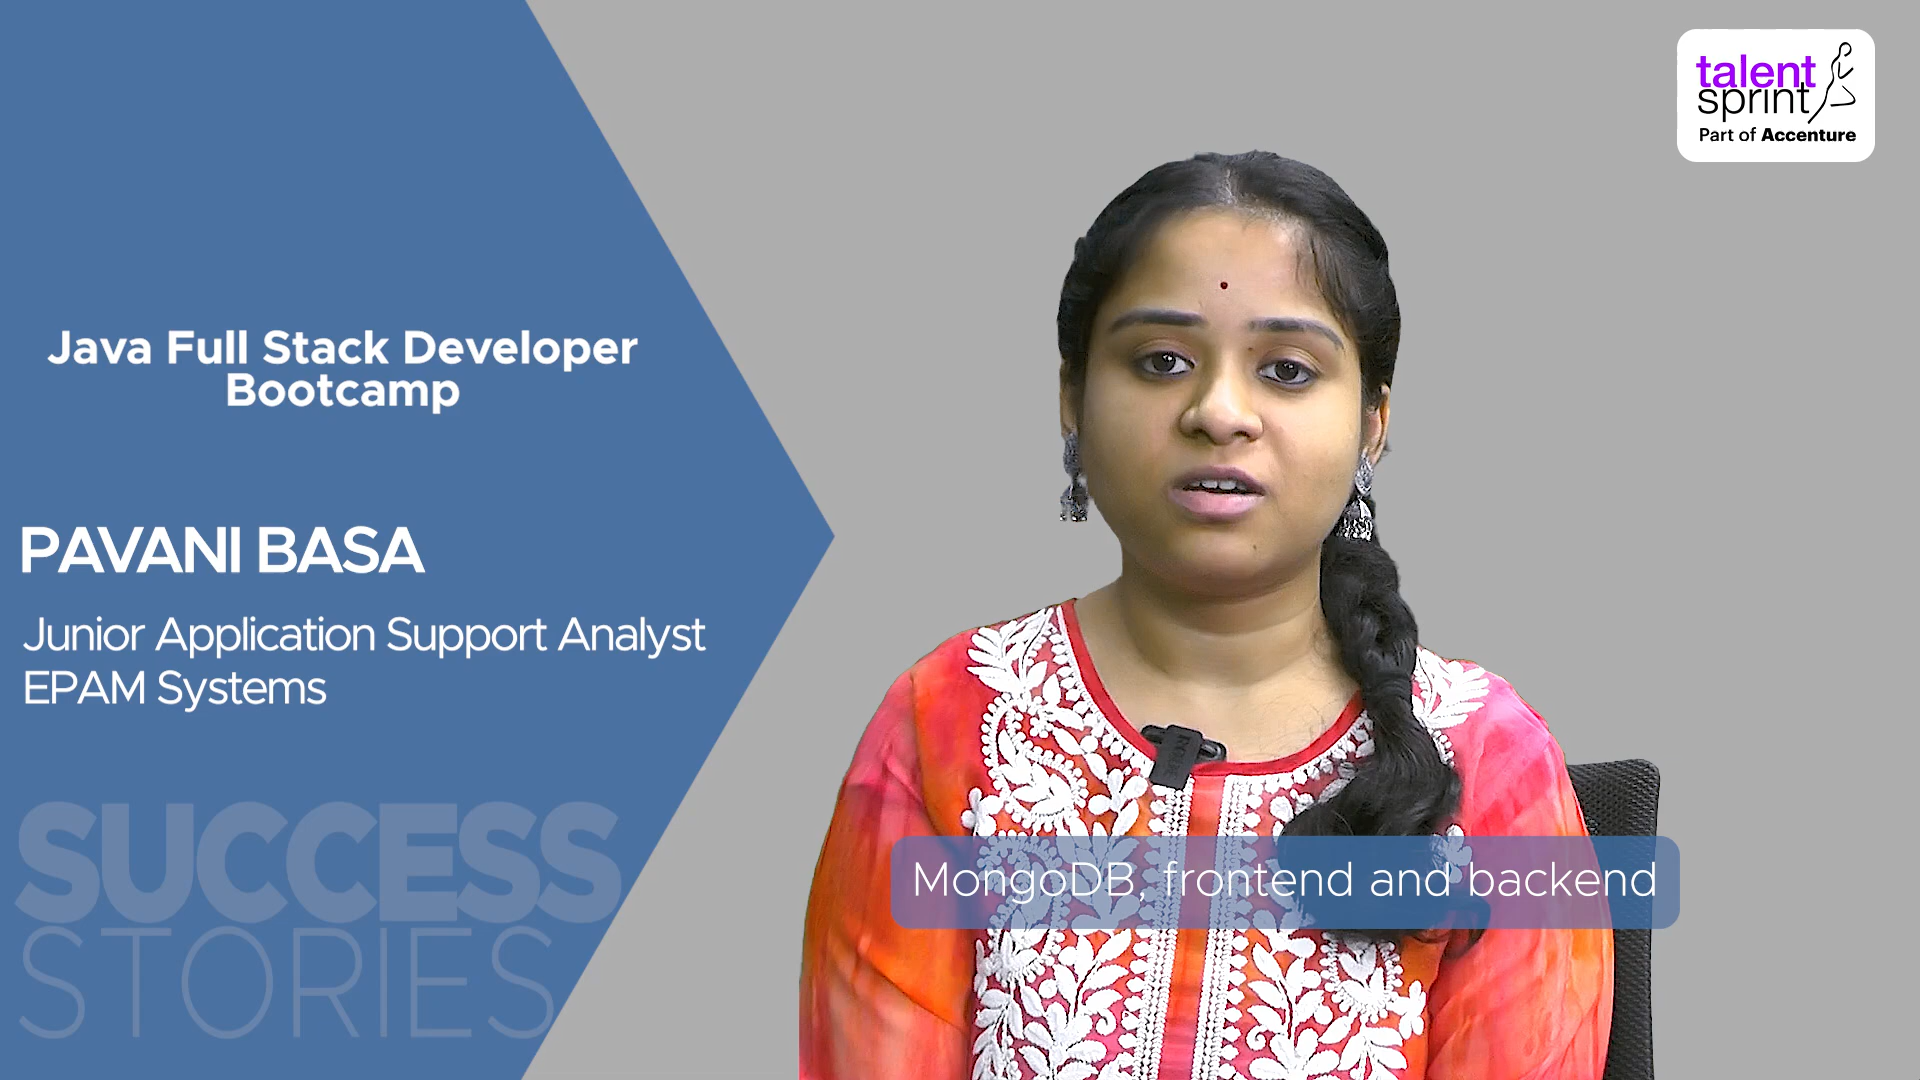 talent
sprint
Part of Accenture
Java Full Stack Developer
Bootcamp
PAVANI BASA
Junior Application Support Analyst
EPAM Systems
SUCCESS
STORIES
MongoDB, frontend and backend